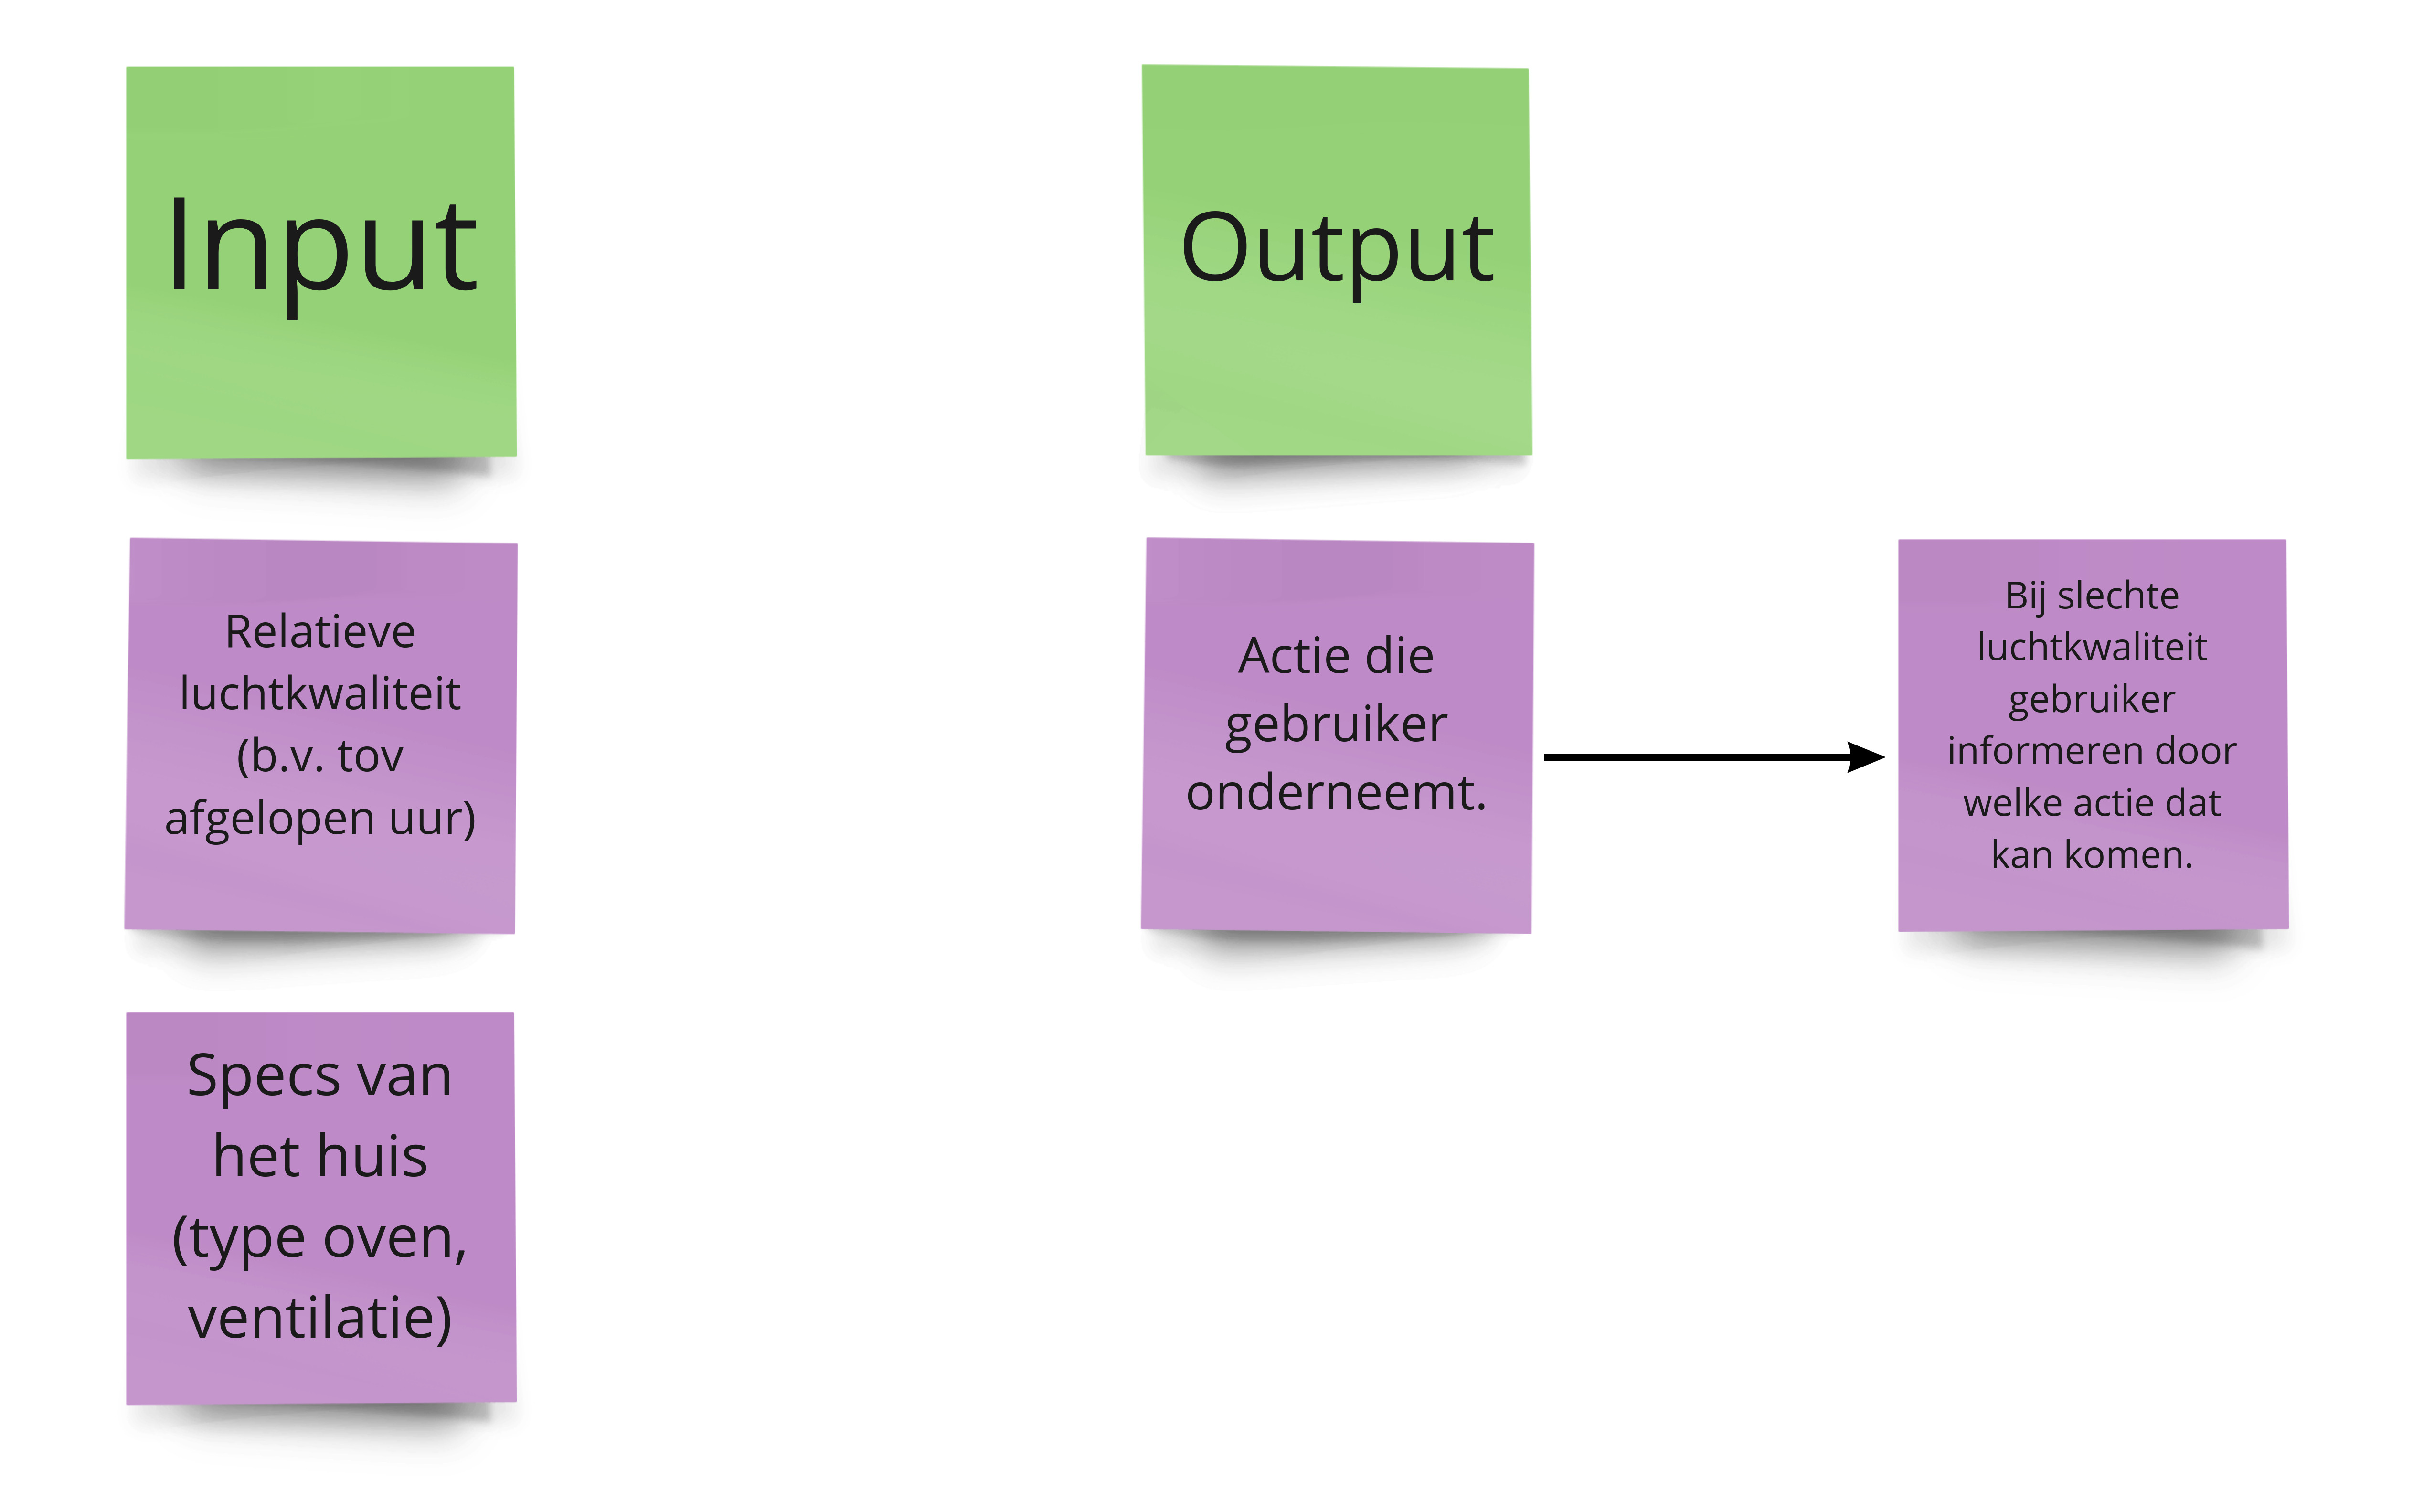 Input
Output
Relatieve
luchtkwaliteit
(b.v. tov
afgelopen uur)
Actie die
gebruiker
onderneemt.
Bij slechte
luchtkwaliteit
gebruiker
informeren door
welke actie dat
kan komen.
Specs van
het huis
(type oven,
ventilatie)